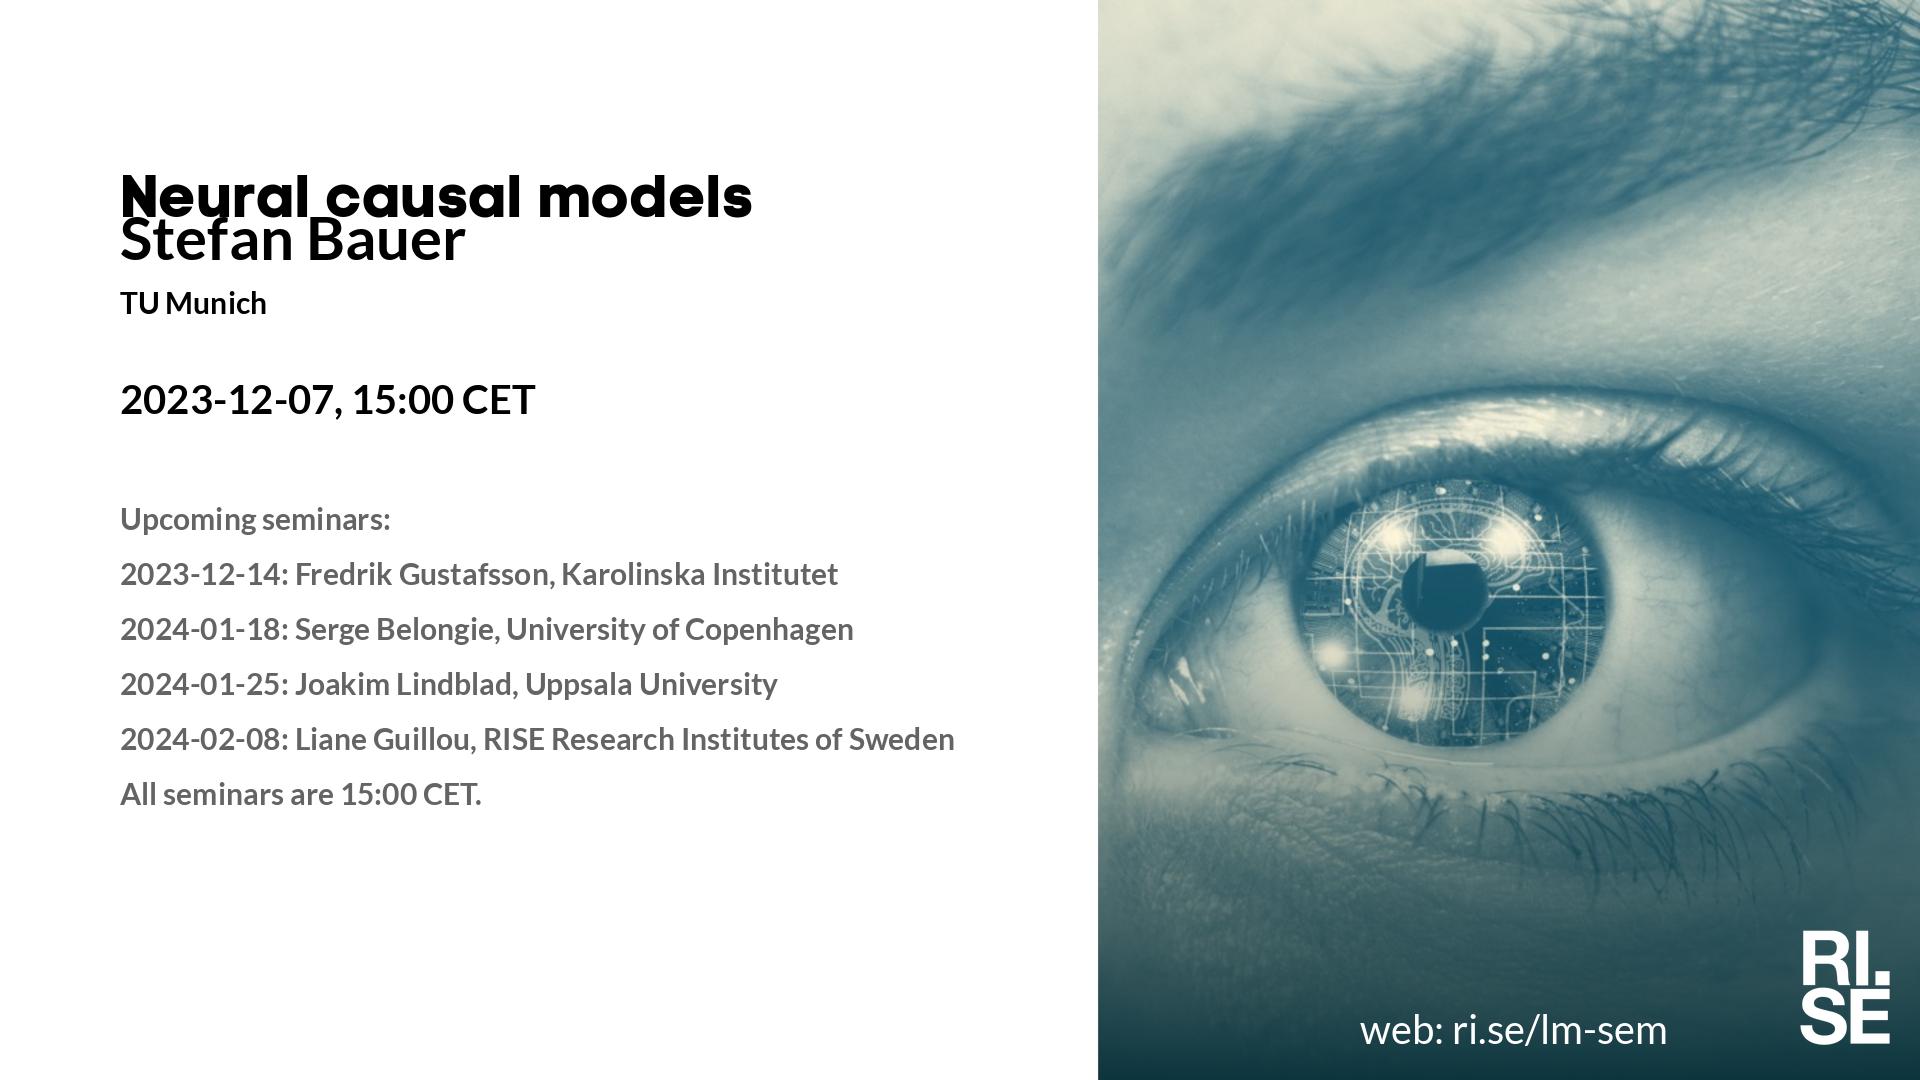 Neural causal models
Stefan Bauer
TU Munich
2023-12-07, 15:00 CET
Upcoming seminars:
2023-12-14: Fredrik Gustafsson, Karolinska Institutet
2024-01-18: Serge Belongie, University of Copenhagen
2024-01-25: Joakim Lindblad, Uppsala University
2024-02-08: Liane Guillou, RISE Research Institutes of Sweden
All seminars are 15:00 CET.
web: ri.se/lm-sem
RI.
SE